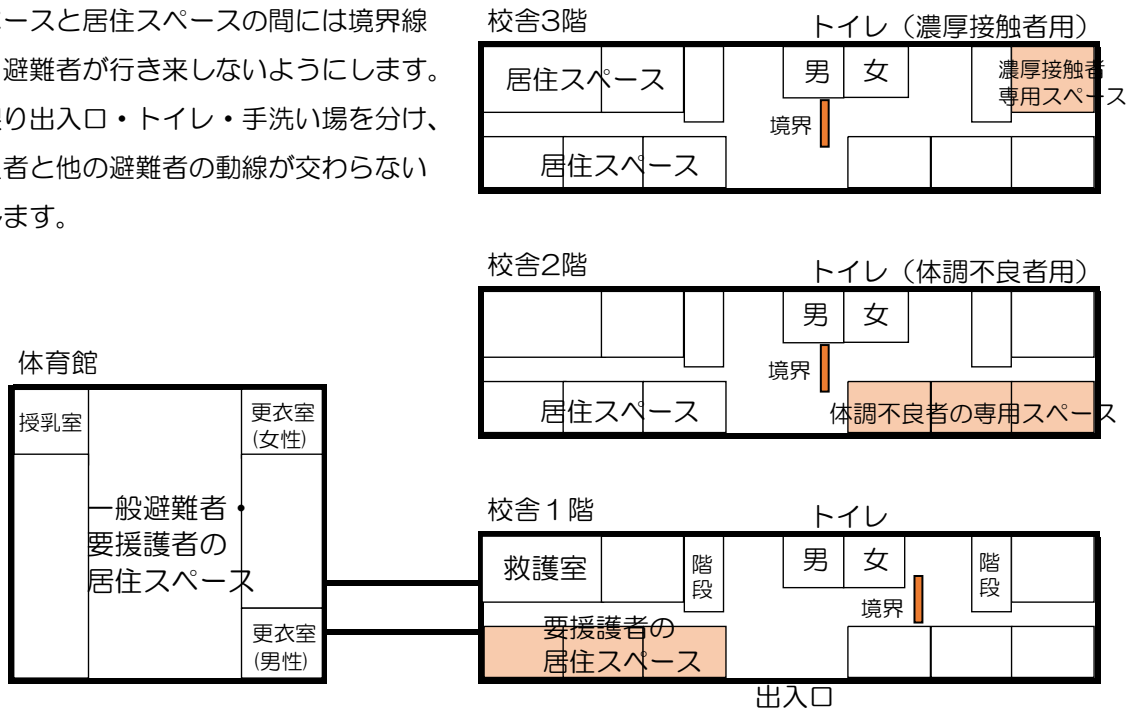 ースと居住スペースの間には境界線
避難者が行き来しないようにします。
り出入口・トイレ・手洗い場を分け、
者と他の避難者の動線が交わらない
ます。
校舎3階
トイレ（濃厚接触者用）
居住スペース
男
女
濃厚接触者
専用スペース
境界
居住スペース
校舎2階
トイレ（体調不良者用）
男
女
境界
居住スペース
体調不良者の専用スペース
体育館
授乳室
更衣室
(女性)
一般避難者・
要援護者の
居住スペース
更衣室
(男性)
校舎１階
トイレ
救護室
階段
男
女
階段
境界
要援護者の
居住スペース
出入口